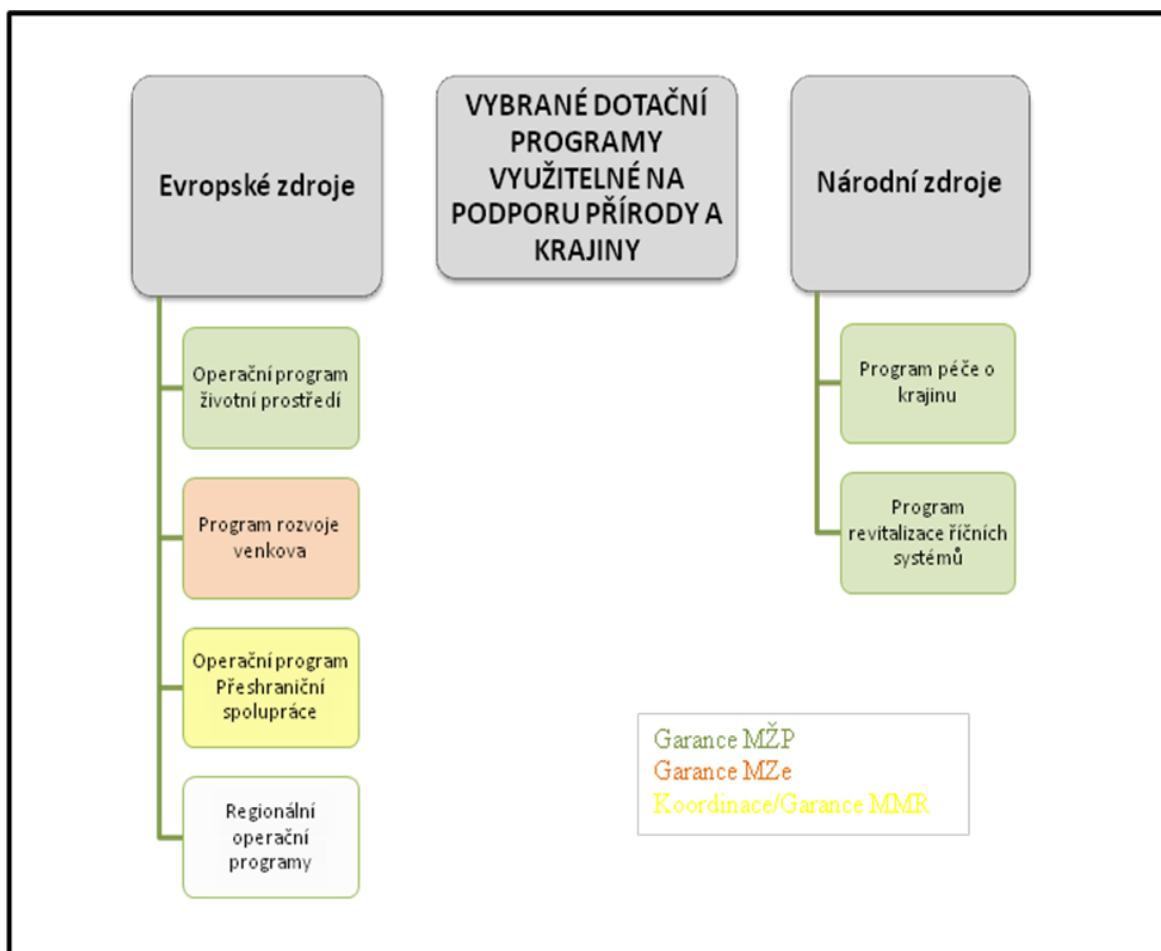 Evropské zdroje
VYBRANÉ DOTAČNÍ
PROGRAMY
VYUŽITELNÉ NA
PODPORU PŘÍRODY A
KRAJINY
Národní zdroje
Operační program
životní prostředí
Program rozvoje
venkova
Operační program
Přeshraniční
spolupráce
Regionální
operační
programy
Program péče o
krajinu
Program
revitalizace říčních
systémů
Garance MŽP
Garance MZe
Koordinace/Garance MMR